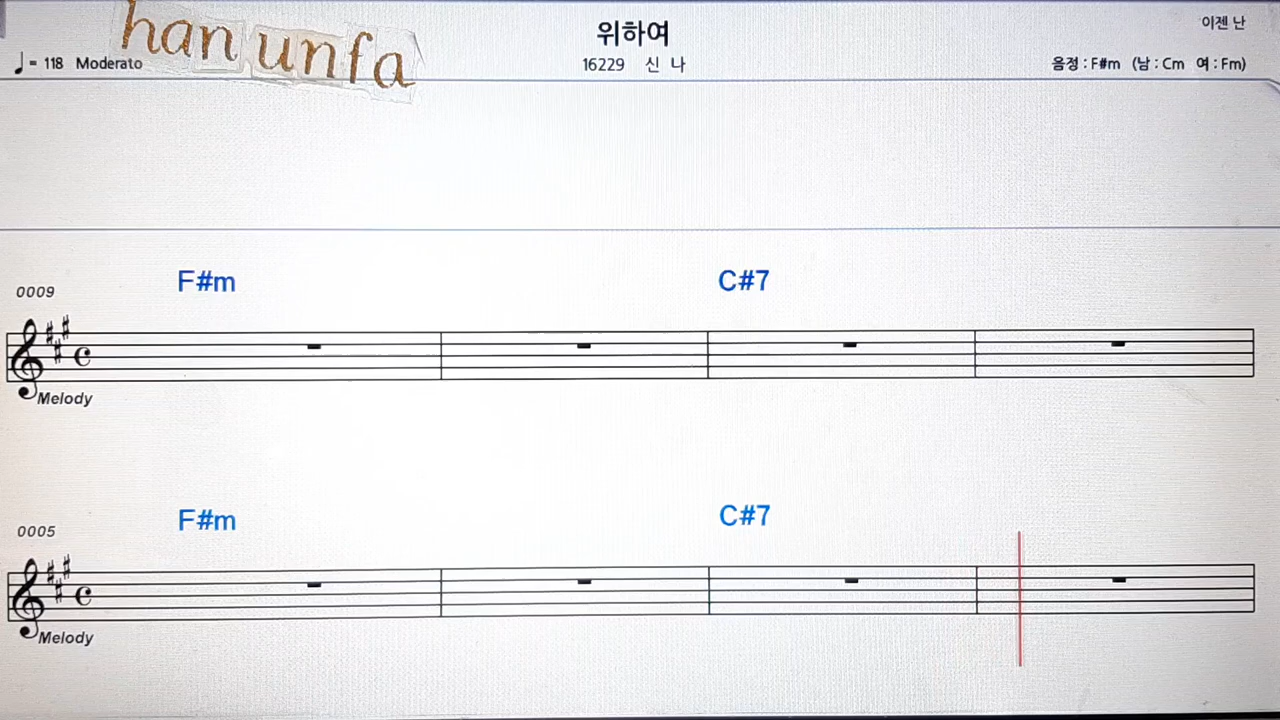 han unfa
위하여
이젠 난
♩= 118 Moderato
16229 신 나
음정 : F#m (남 : Cm 여 : Fm)
F#m C#7
0009
Melody
F#m C#7
0005
Melody